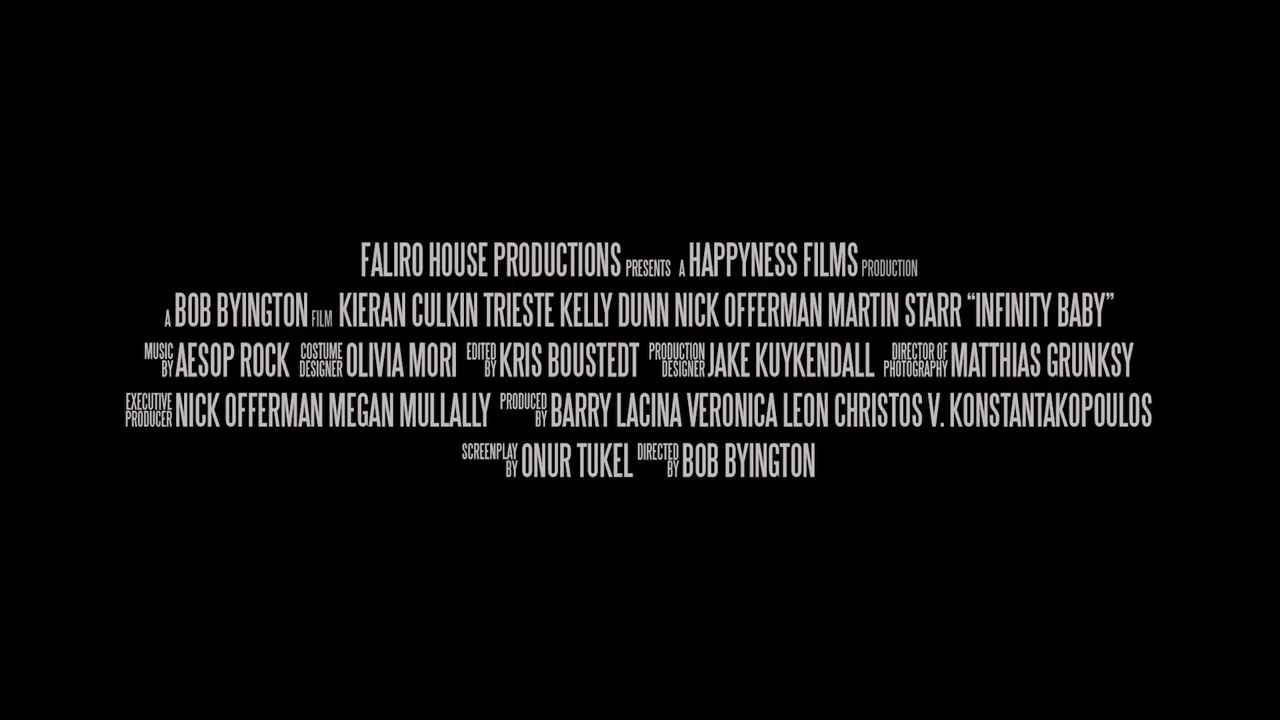 FALIRO HOUSE PRODUCTIONS PRESENTS A HAPPYNESS FILMS PRODUCTION
A BOB BYINGTON FILM KIERAN CULKIN TRIESTE KELLY DUNN NICK OFFERMAN MARTIN STARR “INFINITY BABY”
MUSIC BY AESOP ROCK COSTUME DESIGNER OLIVIA MORI EDITED BY KRIS BOUSTEDT PRODUCTION DESIGNER JAKE KUYKENDALL DIRECTOR OF PHOTOGRAPHY MATTHIAS GRUNKSY
EXECUTIVE PRODUCER NICK OFFERMAN MEGAN MULLALLY PRODUCED BY BARRY LACINA VERONICA LEON CHRISTOS V. KONSTANTAKOPOULOS
SCREENPLAY BY ONUR TUKEL DIRECTED BY BOB BYINGTON